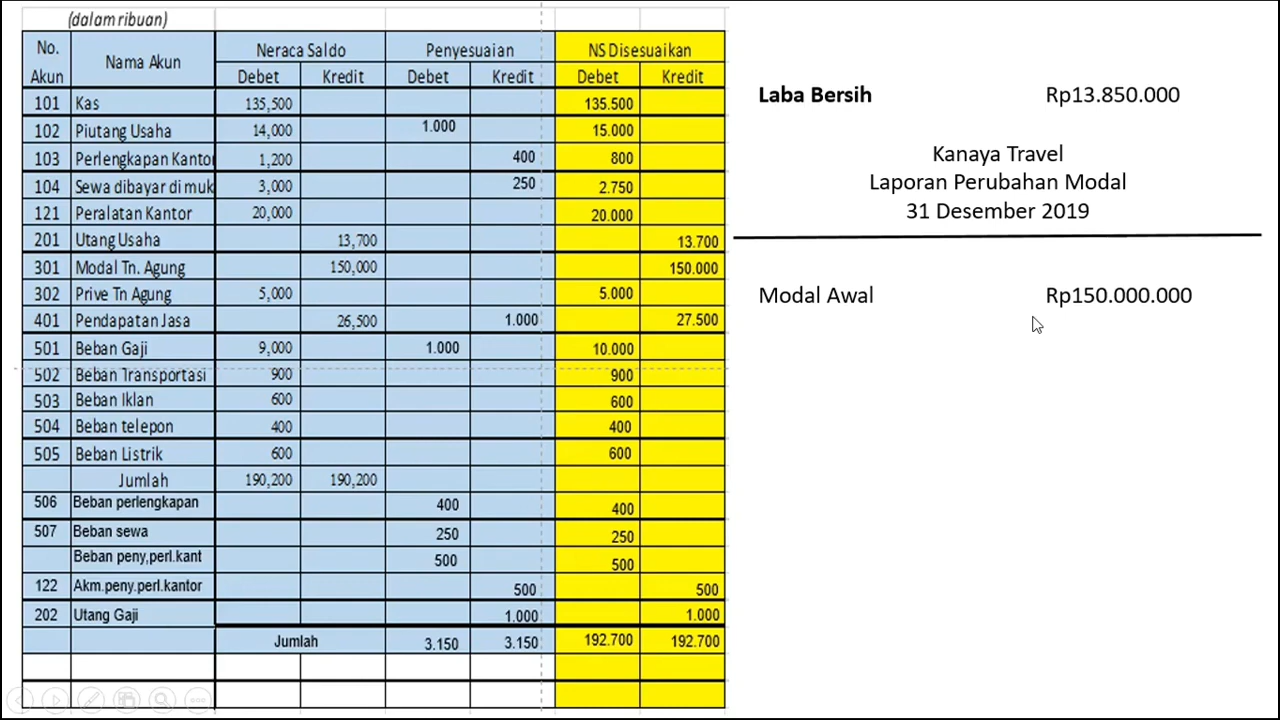 (dalam ribuan)
No. Akun Nama Akun Neraca Saldo Penyesuaian NS Disesuaikan
Debet Kredit Debet Kredit Debet Kredit
101 Kas 135,500 135.500
102 Piutang Usaha 14,000 1.000 15.000
103 Perlengkapan Kantor 1,200 400 800
104 Sewa dibayar di muk 3,000 250 2.750
121 Peralatan Kantor 20,000 20.000
201 Utang Usaha 13,700 13.700
301 Modal Tn. Agung 150,000 150.000
302 Prive Tn Agung 5,000 5.000
401 Pendapatan Jasa 26,500 1.000 27.500
501 Beban Gaji 9,000 1.000 10.000
502 Beban Transportasi 900 900
503 Beban Iklan 600 600
504 Beban telepon 400 400
505 Beban Listrik 600 600
Jumlah 190,200 190,200
506 Beban perlengkapan 400 400
507 Beban sewa 250 250
Beban peny,perl.kant 500 500
122 Akm.peny.perl.kantor 500 500
202 Utang Gaji 1.000 1.000
Jumlah 3.150 3.150 192.700 192.700
Laba Bersih Rp13.850.000
Kanaya Travel
Laporan Perubahan Modal
31 Desember 2019
Modal Awal Rp150.000.000